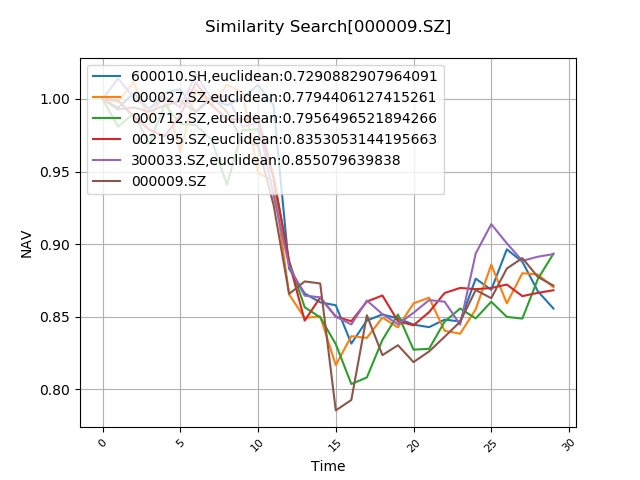 Similarity Search[000009.SZ]
600010.SH,euclidean:0.7290882907964091
000027.SZ,euclidean:0.7794406127415261
000712.SZ,euclidean:0.7956496521894266
002195.SZ,euclidean:0.8353053144195663
300033.SZ,euclidean:0.855079639838
000009.SZ
NAV
1.00
0.95
0.90
0.85
0.80
0
5
10
15
20
25
30
Time